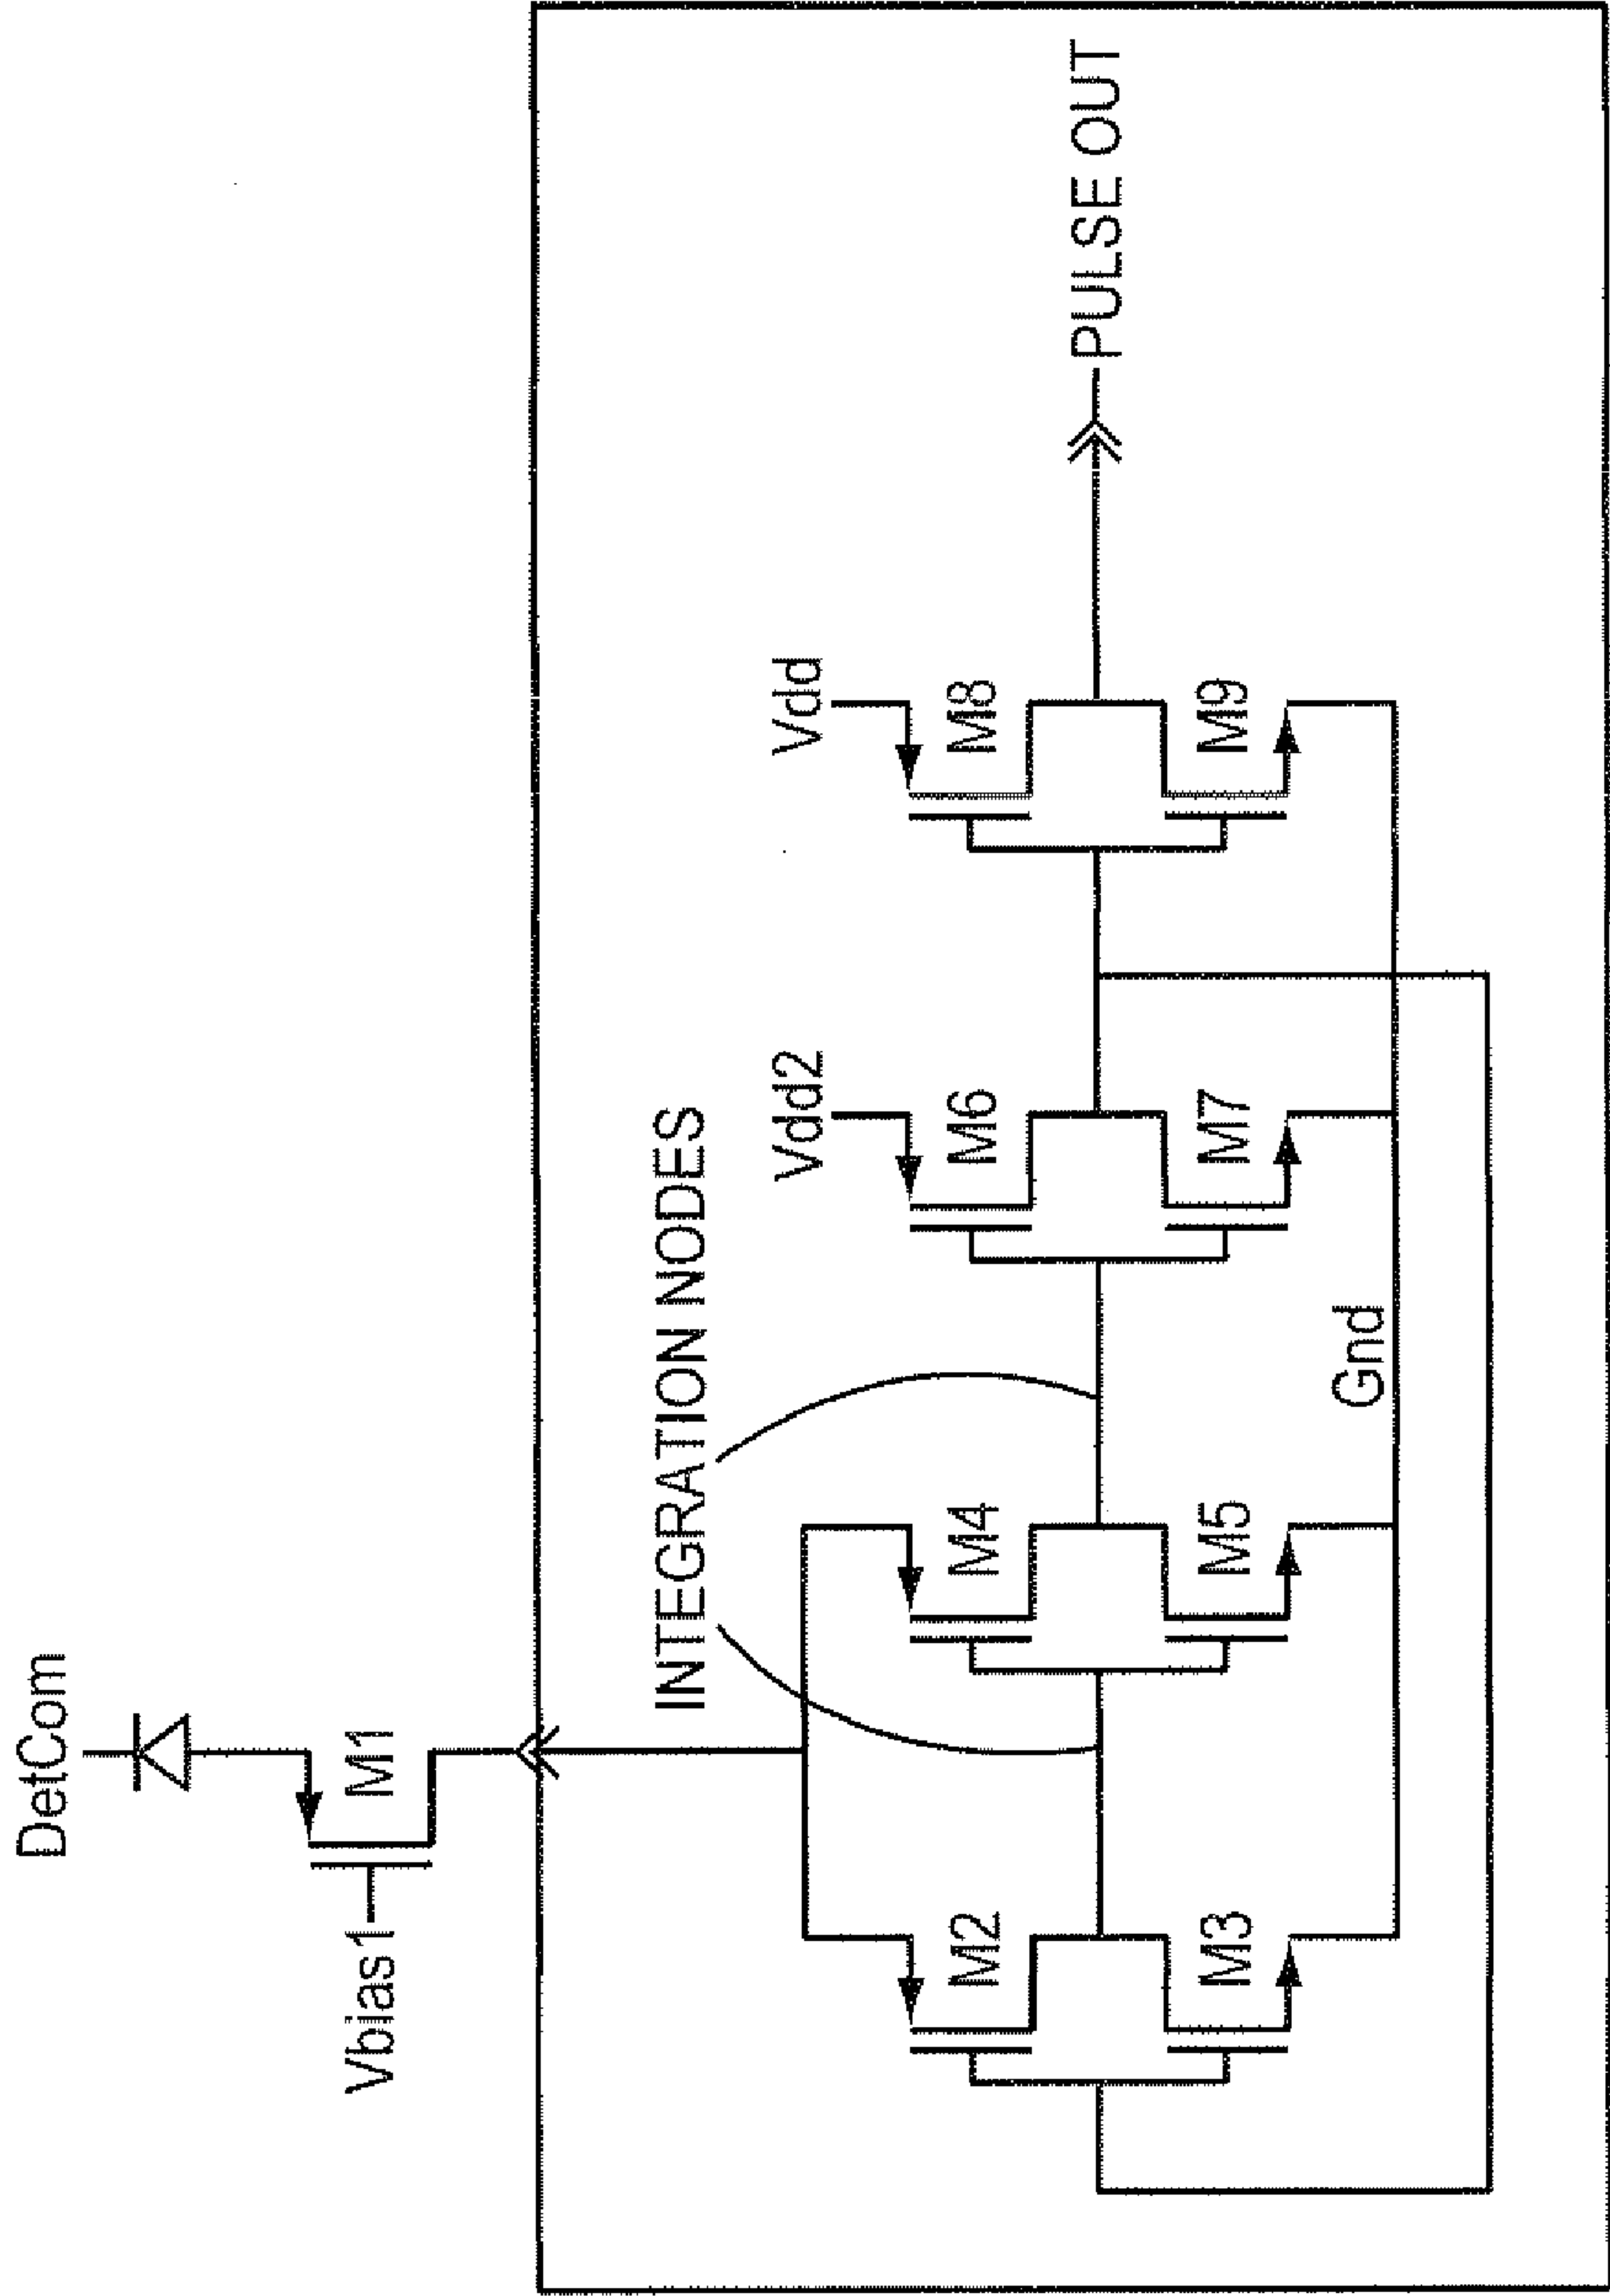 DetCom
Vbias1
M1
INTEGRATION NODES
Vdd2
Vdd
M2
M4
M6
M8
PULSE OUT
M3
M5
M7
M9
Gnd